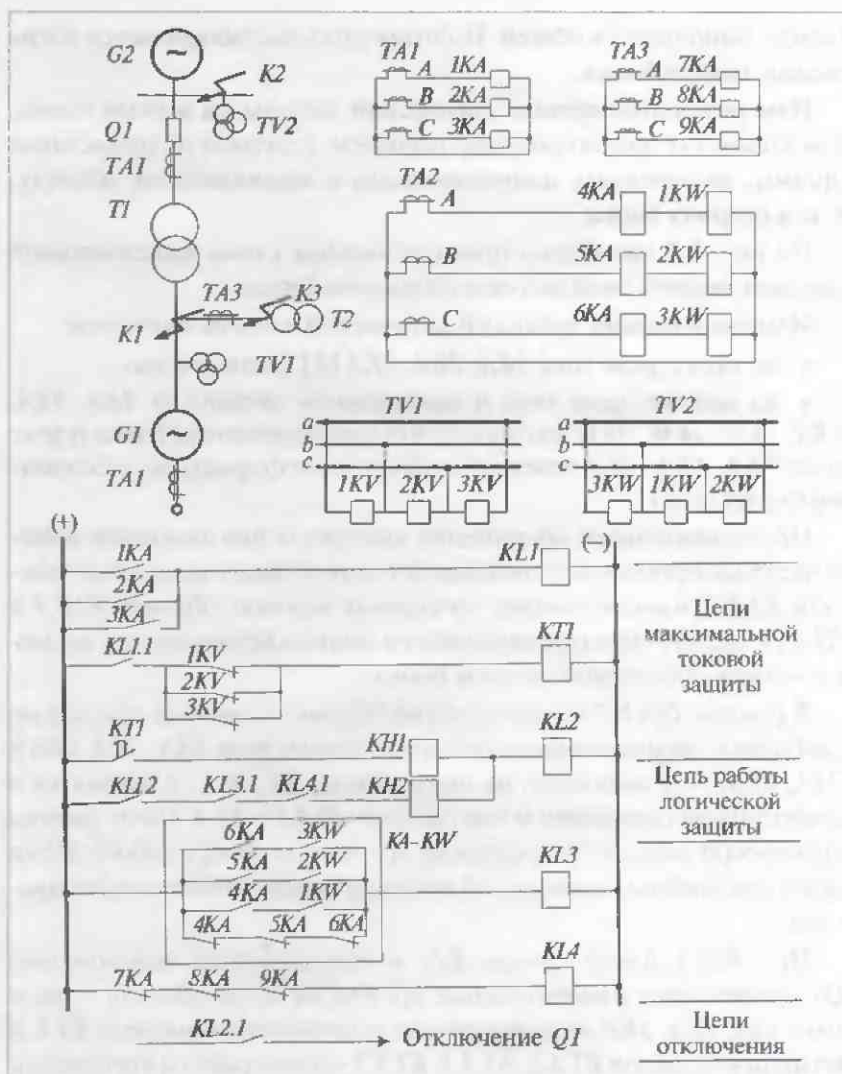 G2
K2
Q1
TV2
TA1
T1
TA3
K3
K1
T2
TV1
G1
TA1
TA1
A
1KA
B
2KA
C
3KA
TA3
A
7KA
B
8KA
C
9KA
TA2
A
4KA
1KW
B
5KA
2KW
C
6KA
3KW
TV1
a
b
c
1KV
2KV
3KV
TV2
a
b
c
3KW
1KW
2KW
(+)
(−)
1KA
KL1
2KA
3KA
KL1.1
1KV
KT1
2KV
3KV
Цепи
максимальной
токовой
защиты
KT1
KH1
KL2
KL1.2
KL3.1
KL4.1
KH2
Цепь работы
логической
защиты
6KA
3KW
KA–KW
5KA
2KW
KL3
4KA
1KW
4KA
5KA
6KA
KL4
7KA
8KA
9KA
KL2.1
Отключение Q1
Цепи
отключения